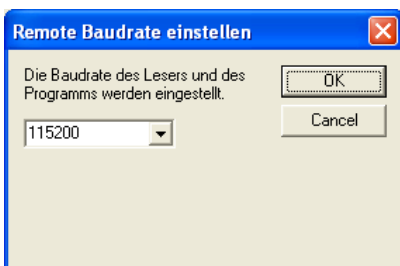 Remote Baudrate einstellen
Die Baudrate des Lesers und des
Programms werden eingestellt.
OK
115200
Cancel